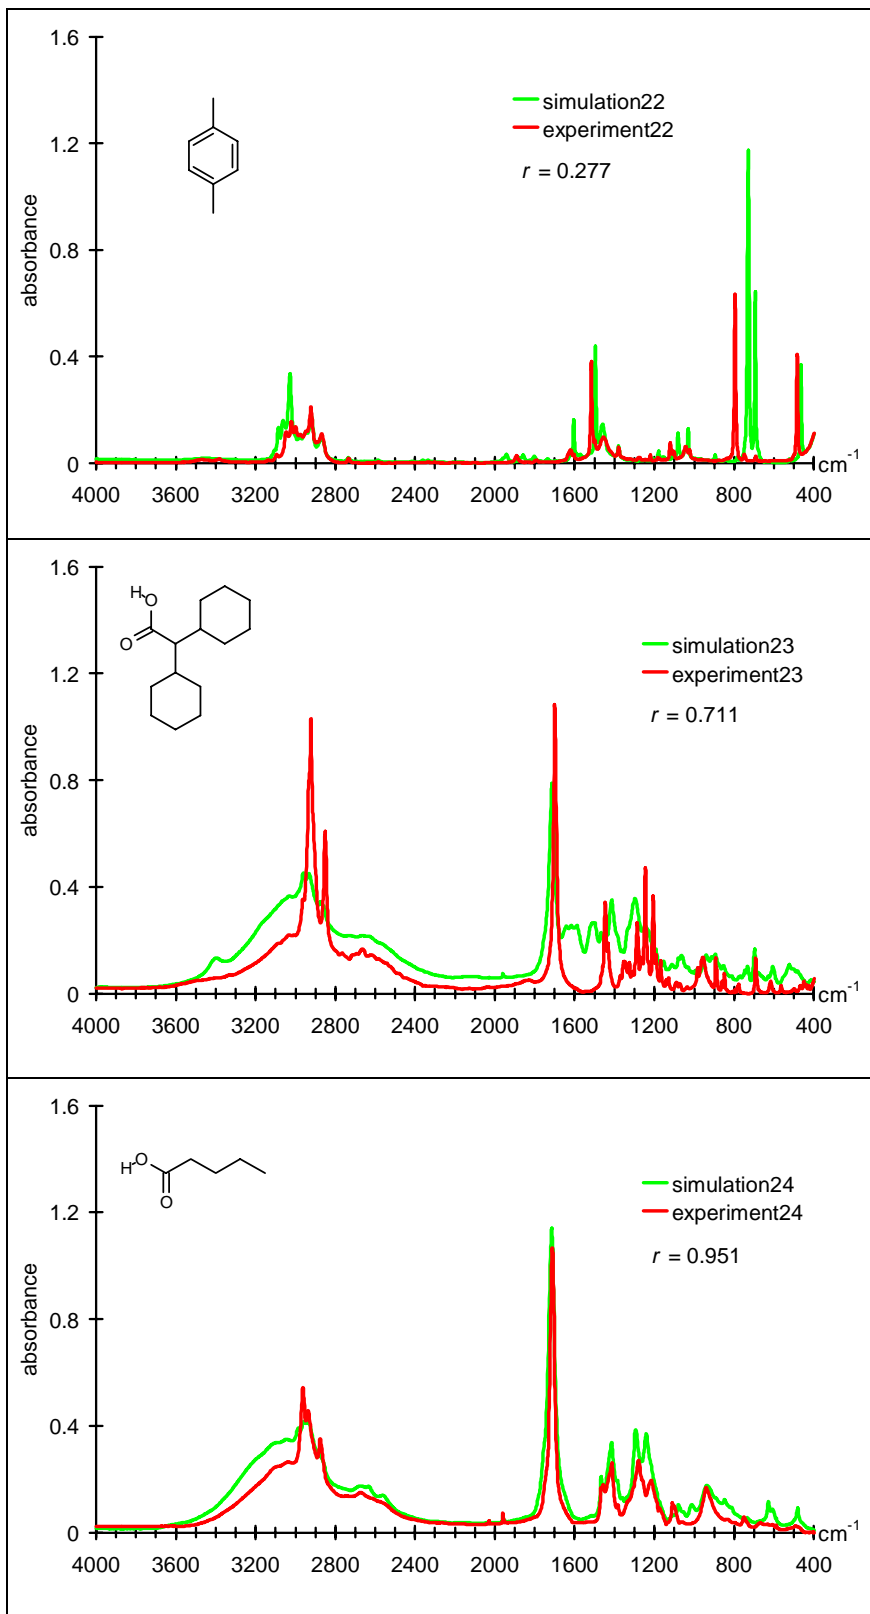 1.6
simulation22
experiment22
r = 0.277
1.2
absorbance
0.8
0.4
0
cm-1
4000 3600 3200 2800 2400 2000 1600 1200 800 400
1.6
H O
O
simulation23
experiment23
r = 0.711
1.2
absorbance
0.8
0.4
0
cm-1
4000 3600 3200 2800 2400 2000 1600 1200 800 400
1.6
H O
O
simulation24
experiment24
r = 0.951
1.2
absorbance
0.8
0.4
0
cm-1
4000 3600 3200 2800 2400 2000 1600 1200 800 400